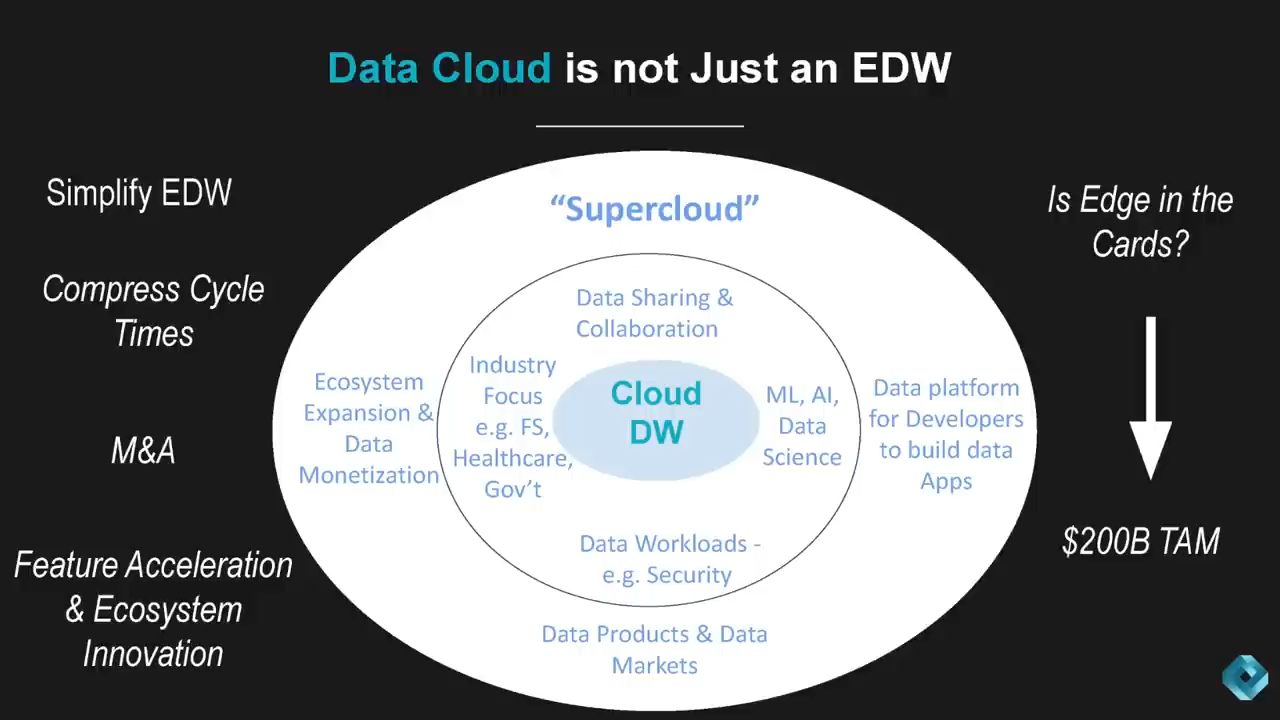 Data Cloud is not Just an EDW
Simplify EDW
Compress Cycle
Times
M&A
Feature Acceleration
& Ecosystem
Innovation
“Supercloud”
Data Sharing &
Collaboration
Ecosystem
Expansion &
Data
Monetization
Industry
Focus
e.g. FS,
Healthcare,
Gov’t
Cloud
DW
ML, AI,
Data
Science
Data platform
for Developers
to build data
Apps
Data Workloads -
e.g. Security
Data Products & Data
Markets
Is Edge in the
Cards?
$200B TAM